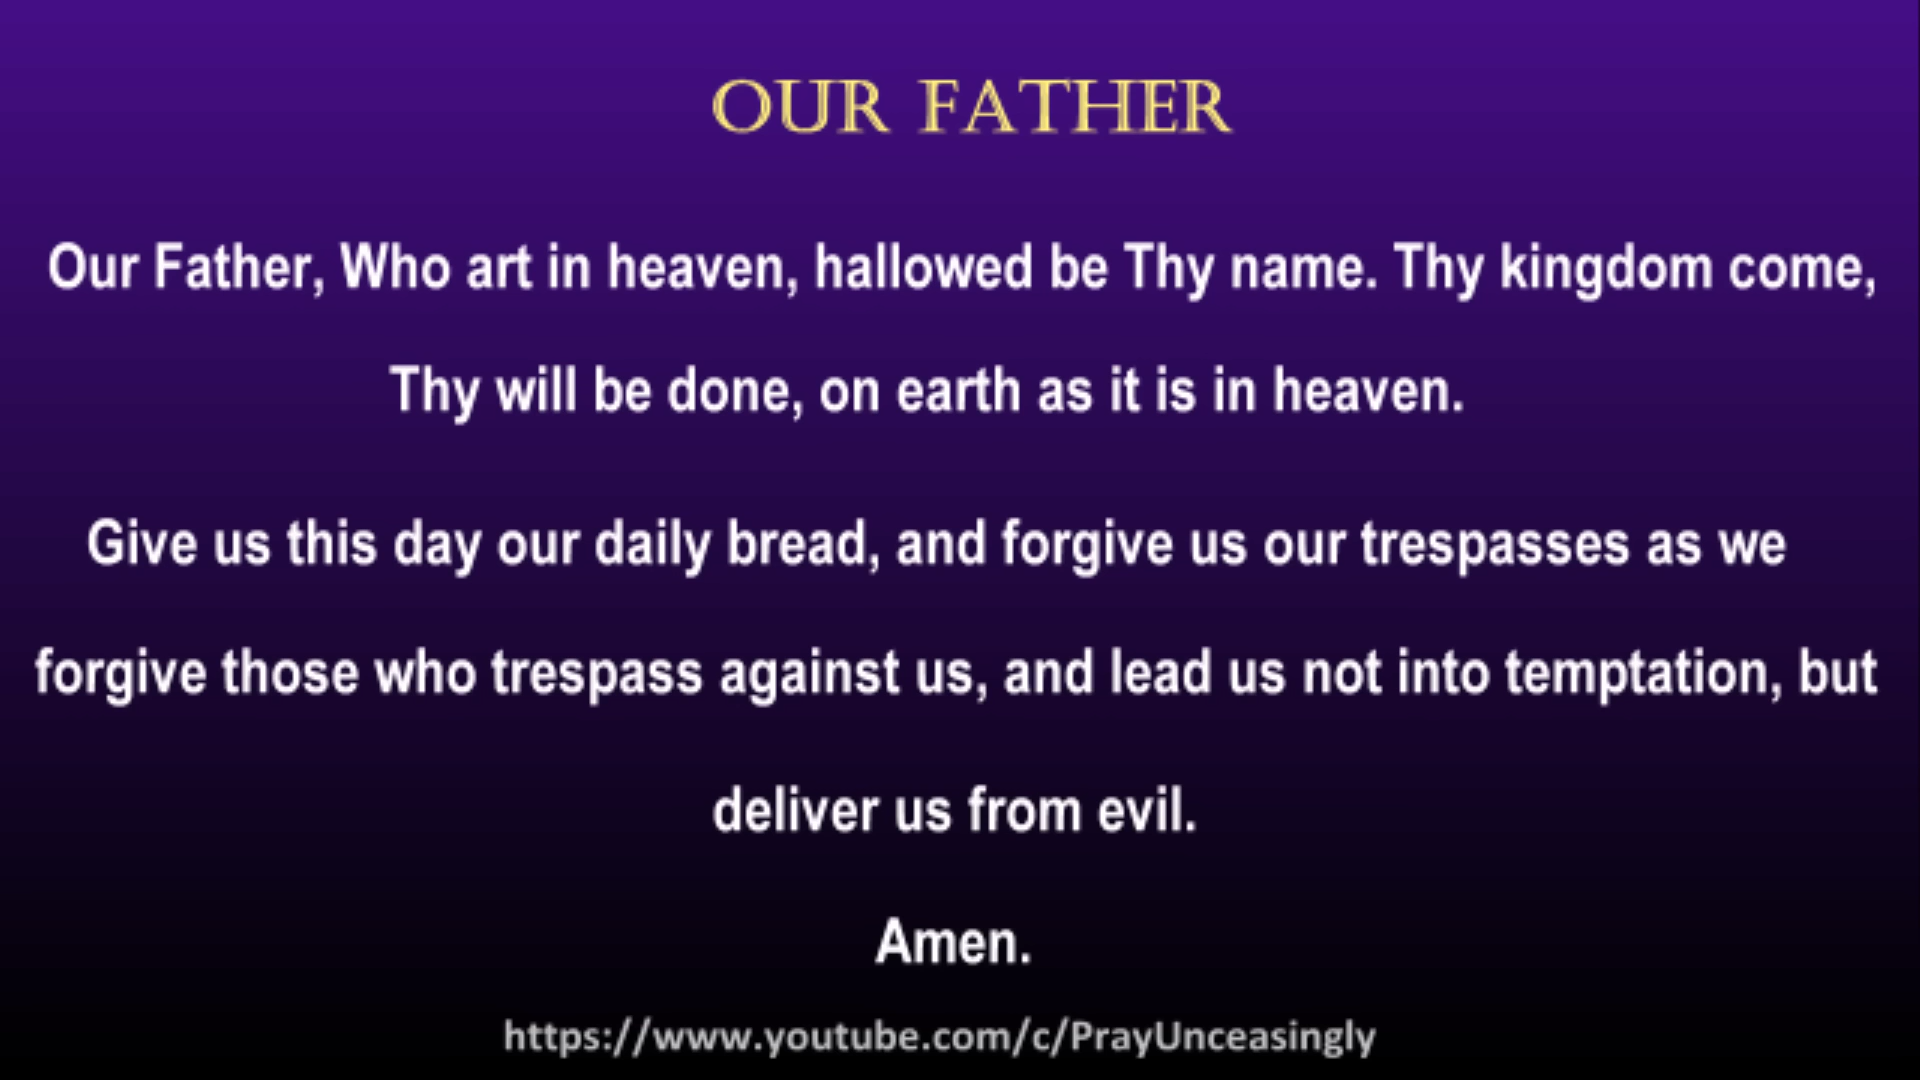 OUR FATHER
Our Father, Who art in heaven, hallowed be Thy name. Thy kingdom come,
Thy will be done, on earth as it is in heaven.
Give us this day our daily bread, and forgive us our trespasses as we
forgive those who trespass against us, and lead us not into temptation, but
deliver us from evil.
Amen.
https://www.youtube.com/c/PrayUnceasingly